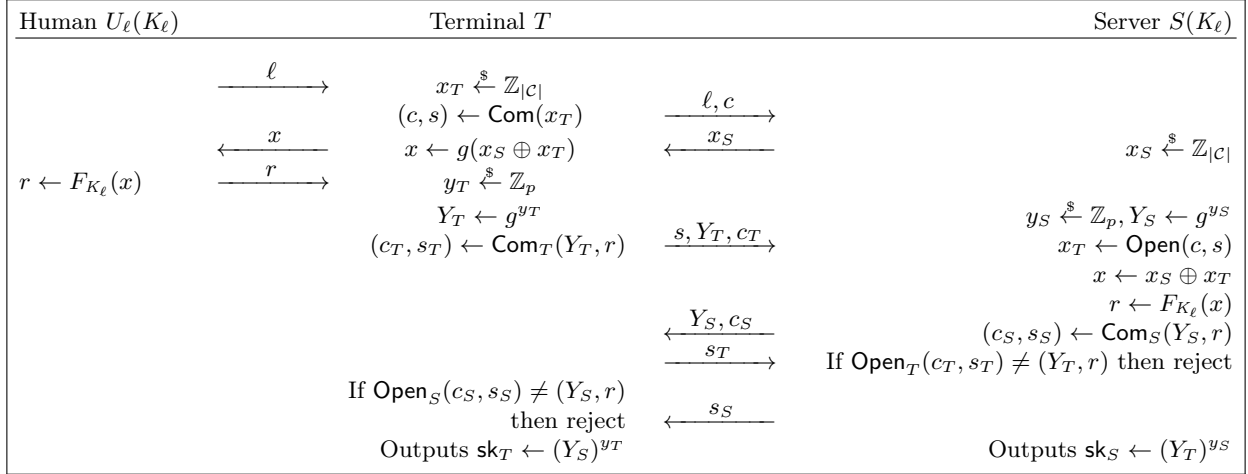 Human U_ℓ(K_ℓ) Terminal T Server S(K_ℓ)
ℓ x_T ←$ ℤ_{|𝒞|}
(c, s) ← Com(x_T) ℓ, c
x x ← g(x_S ⊕ x_T) x_S x_S ←$ ℤ_{|𝒞|}
r ← F_{K_ℓ}(x) r y_T ←$ ℤ_p
Y_T ← g^{y_T} y_S ←$ ℤ_p, Y_S ← g^{y_S}
(c_T, s_T) ← Com_T(Y_T, r) s, Y_T, c_T x_T ← Open(c, s)
x ← x_S ⊕ x_T
r ← F_{K_ℓ}(x)
Y_S, c_S (c_S, s_S) ← Com_S(Y_S, r)
s_T If Open_T(c_T, s_T) ≠ (Y_T, r) then reject
If Open_S(c_S, s_S) ≠ (Y_S, r)
then reject s_S
Outputs sk_T ← (Y_S)^{y_T} Outputs sk_S ← (Y_T)^{y_S}